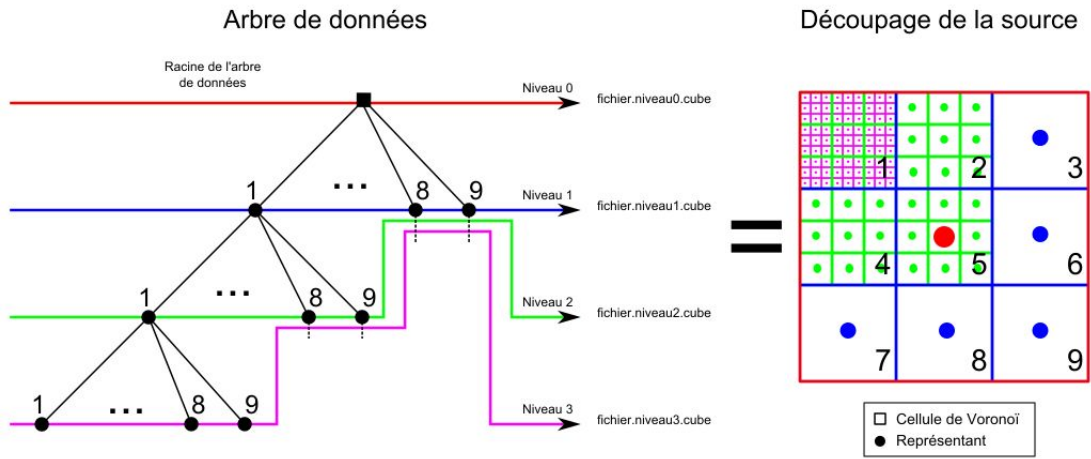 Arbre de données
Découpage de la source
Racine de l'arbre
de données
Niveau 0
fichier.niveau0.cube
1
...
8
9
Niveau 1
fichier.niveau1.cube
1
...
8
9
Niveau 2
fichier.niveau2.cube
1
...
8
9
Niveau 3
fichier.niveau3.cube
=
1
2
3
4
5
6
7
8
9
Cellule de Voronoï
Représentant